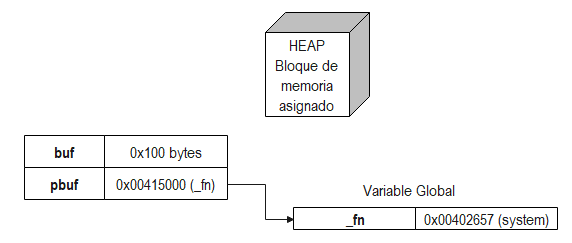 HEAP
Bloque de
memoria
asignado
buf 0x100 bytes
pbuf 0x00415000 (_fn)
Variable Global
_fn 0x00402657 (system)